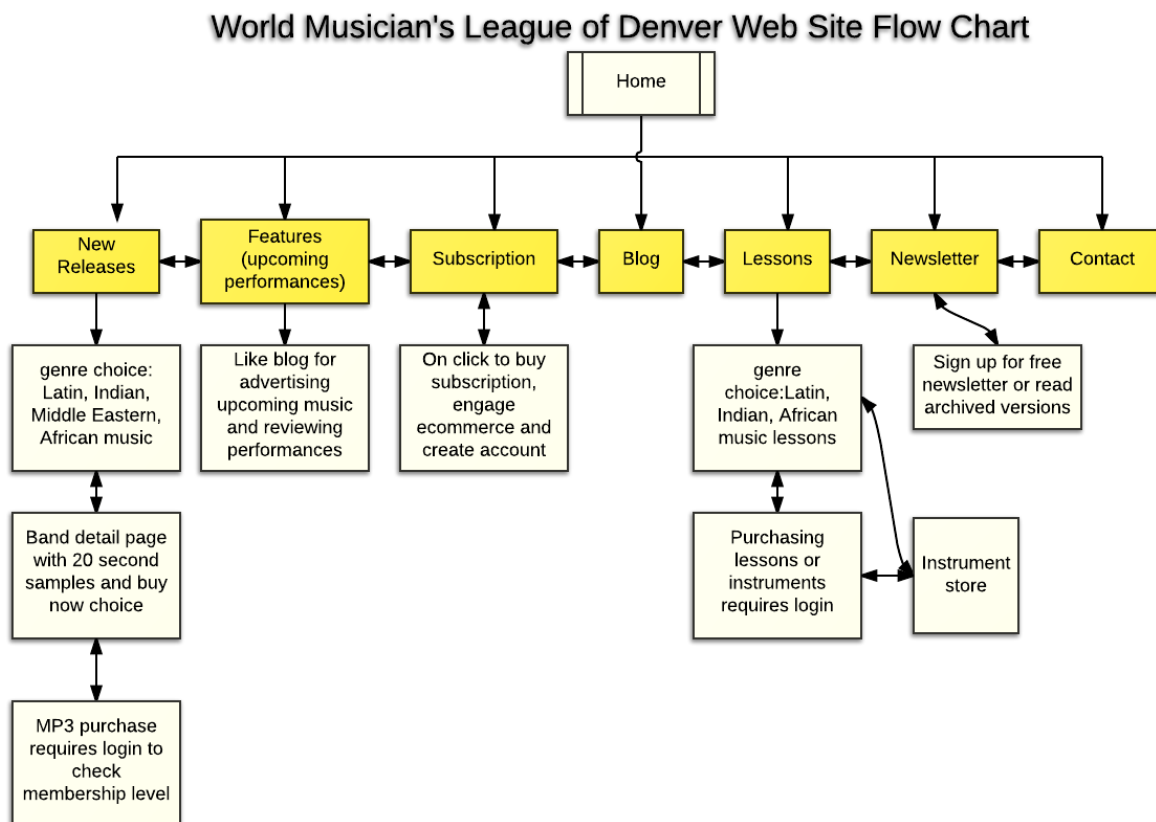 World Musician's League of Denver Web Site Flow Chart
Home
New
Releases
Features
(upcoming
performances)
Subscription
Blog
Lessons
Newsletter
Contact
genre choice:
Latin, Indian,
Middle Eastern,
African music
Like blog for
advertising
upcoming music
and reviewing
performances
On click to buy
subscription,
engage
ecommerce and
create account
genre
choice:Latin,
Indian, African
music lessons
Sign up for free
newsletter or read
archived versions
Band detail page
with 20 second
samples and buy
now choice
Purchasing
lessons or
instruments
requires login
Instrument
store
MP3 purchase
requires login to
check
membership level